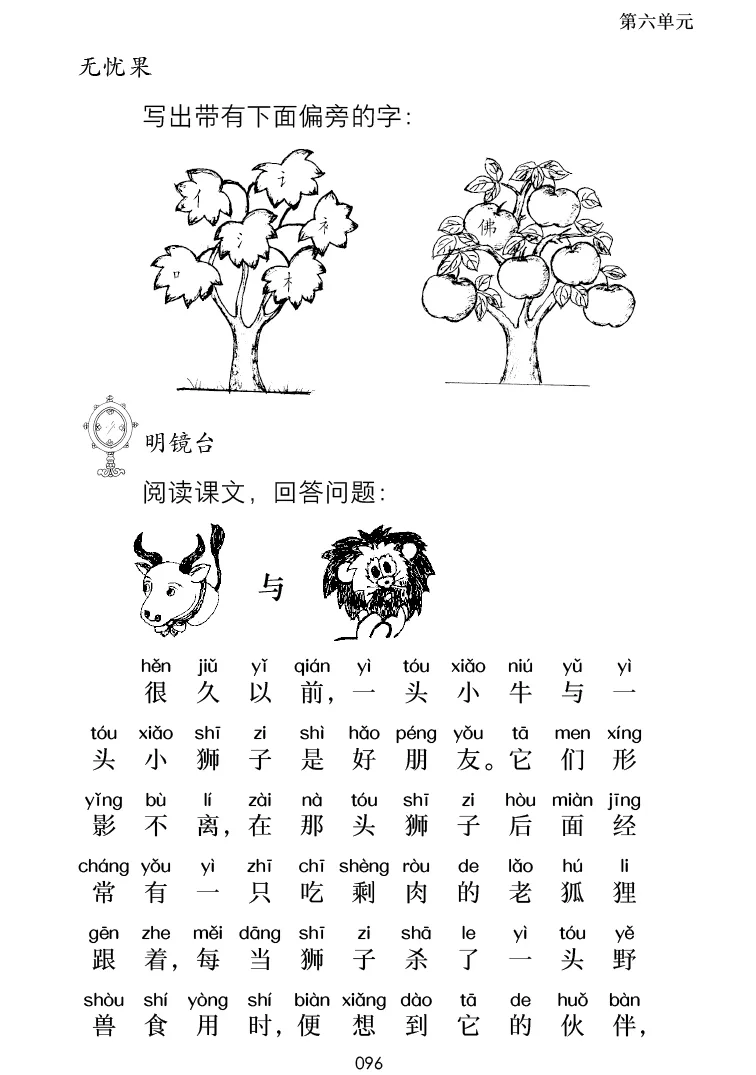 第六单元
无忧果
写出带有下面偏旁的字：
亻
讠
氵
礻
口
木
佛
明镜台
阅读课文，回答问题：
与
hěn jiǔ yǐ qián yì tóu xiǎo niú yǔ yì
很久以前，一头小牛与一
tóu xiǎo shī zi shì hǎo péng yǒu tā men xíng
头小狮子是好朋友。它们形
yǐng bù lí zài nà tóu shī zi hòu miàn jīng
影不离，在那头狮子后面经
cháng yǒu yì zhī chī shèng ròu de lǎo hú li
常有一只吃剩肉的老狐狸
gēn zhe měi dāng shī zi shā le yì tóu yě
跟着，每当狮子杀了一头野
shòu shí yòng shí biàn xiǎng dào tā de huǒ bàn
兽食用时，便想到它的伙伴，
096